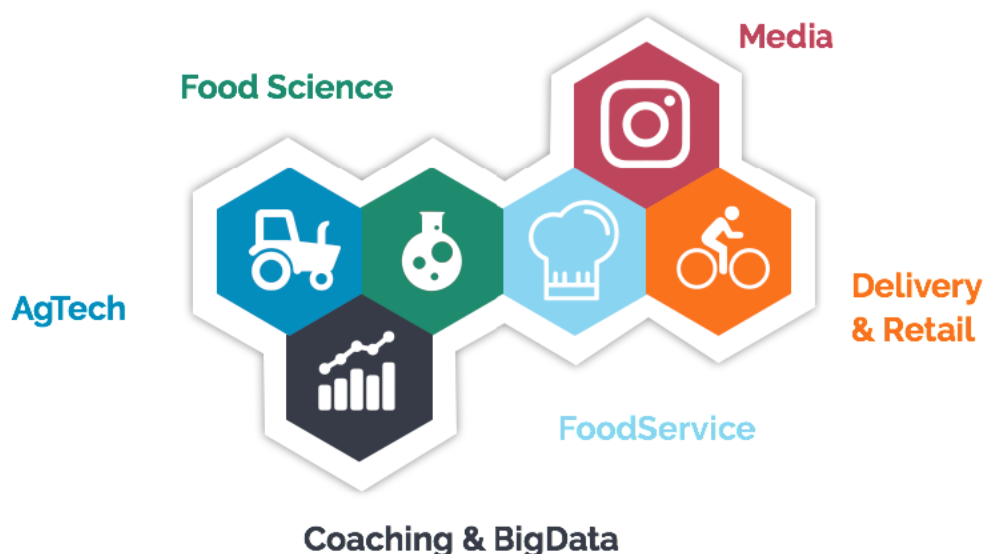 Media
Food Science
AgTech
Delivery
& Retail
FoodService
Coaching & BigData